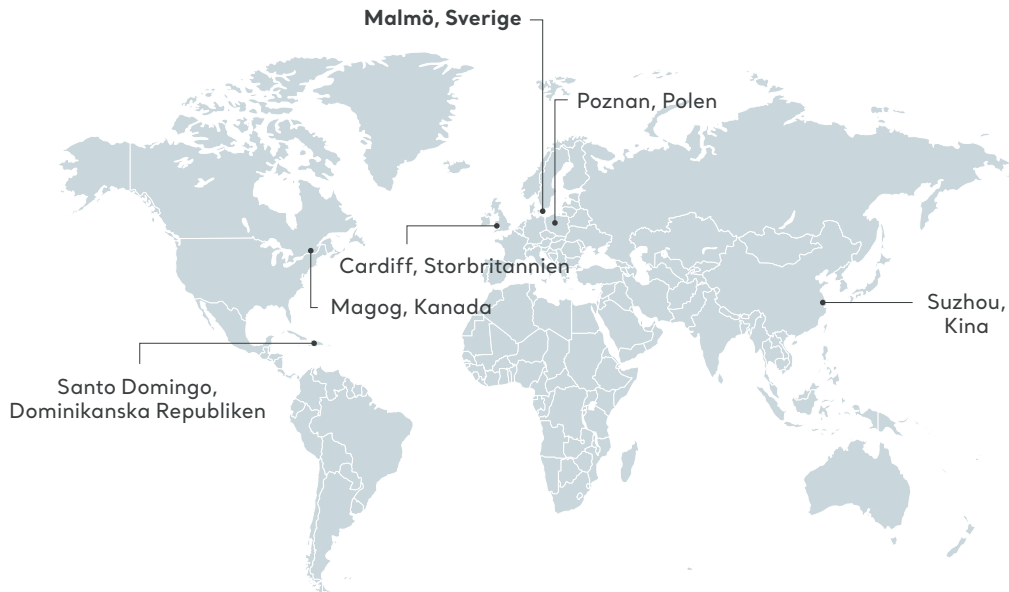 Malmö, Sverige
Poznan, Polen
Cardiff, Storbritannien
Magog, Kanada
Suzhou,
Kina
Santo Domingo,
Dominikanska Republiken